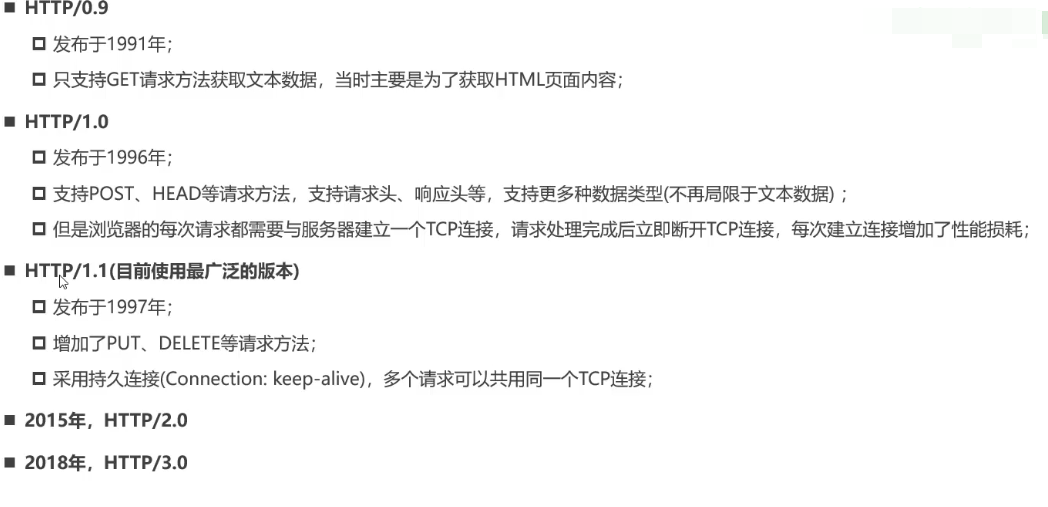 HTTP/0.9
发布于1991年；
只支持GET请求方法获取文本数据，当时主要是为了获取HTML页面内容；
HTTP/1.0
发布于1996年；
支持POST、HEAD等请求方法，支持请求头、响应头等，支持更多种数据类型(不再局限于文本数据) ；
但是浏览器的每次请求都需要与服务器建立一个TCP连接，请求处理完成后立即断开TCP连接，每次建立连接增加了性能损耗；
HTTP/1.1(目前使用最广泛的版本)
发布于1997年；
增加了PUT、DELETE等请求方法；
采用持久连接(Connection: keep-alive)，多个请求可以共用同一个TCP连接；
2015年，HTTP/2.0
2018年，HTTP/3.0